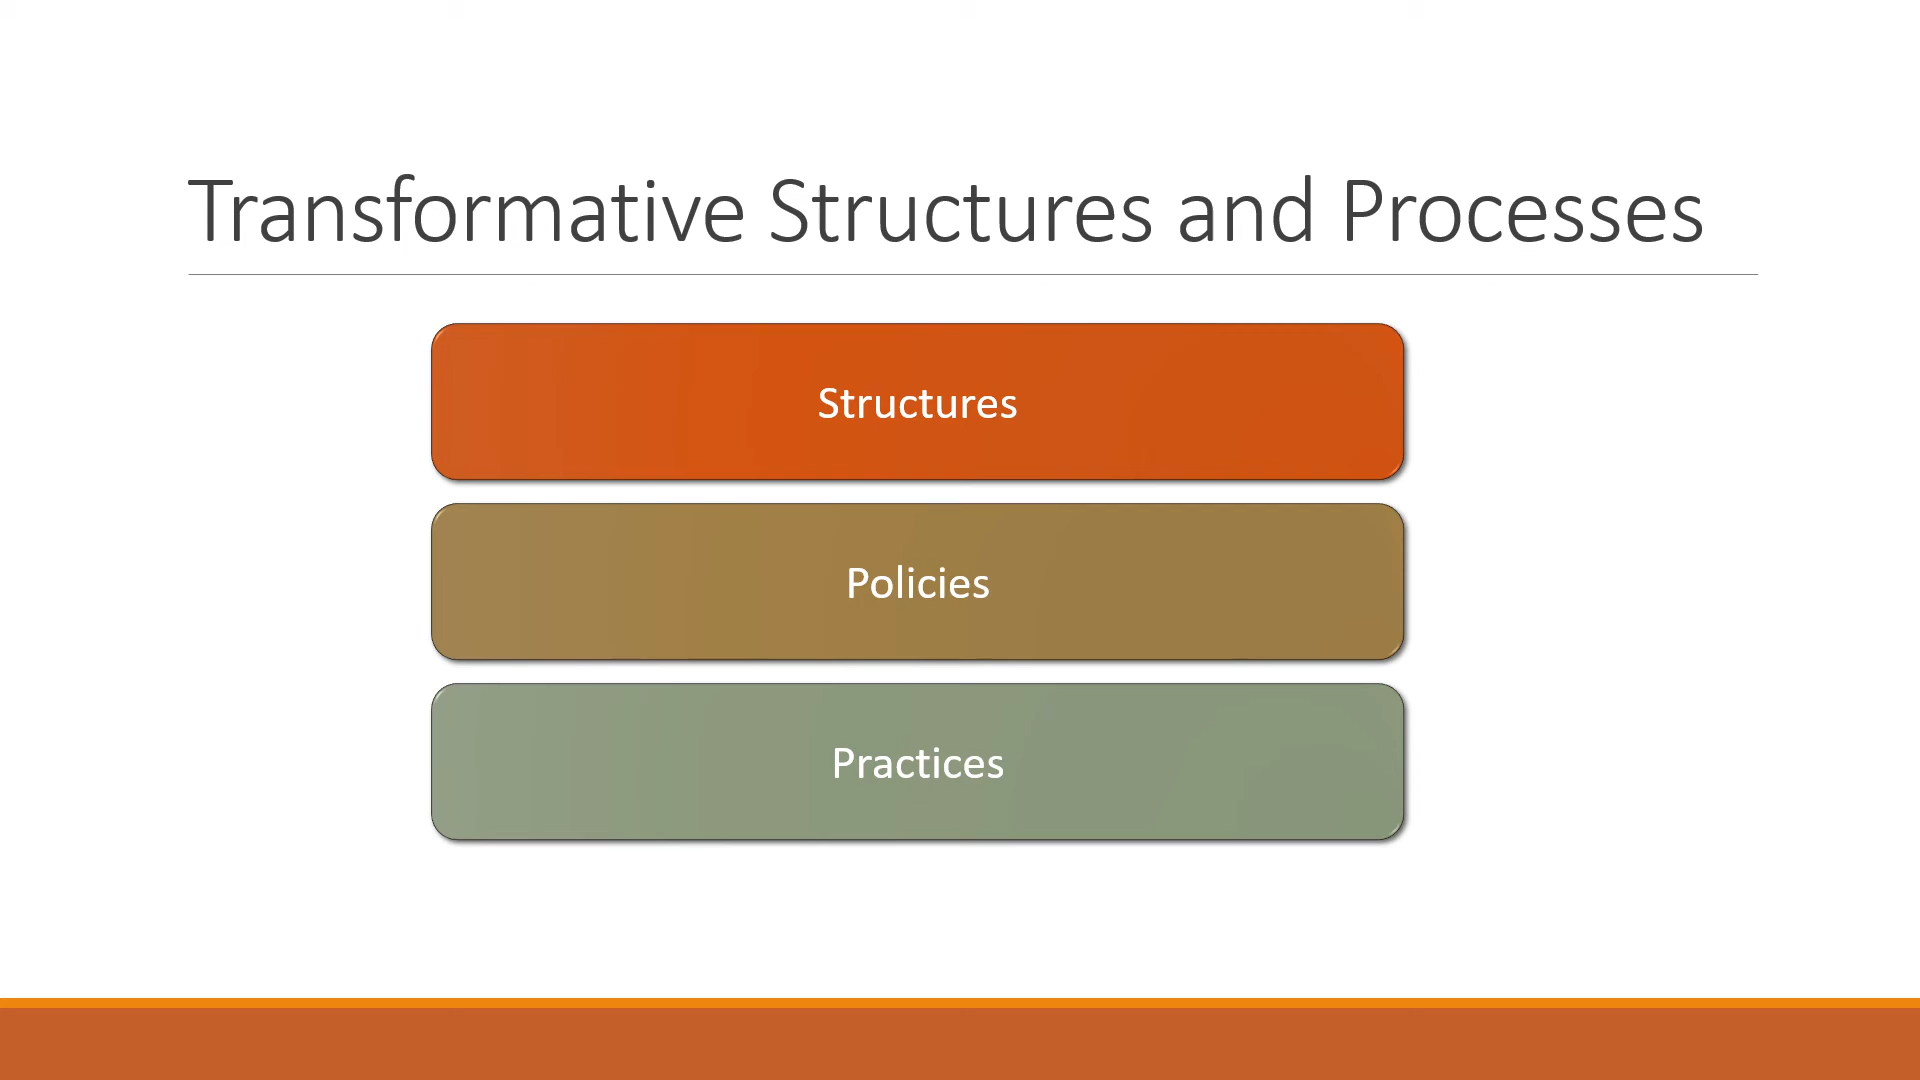 Transformative Structures and Processes
Structures
Policies
Practices